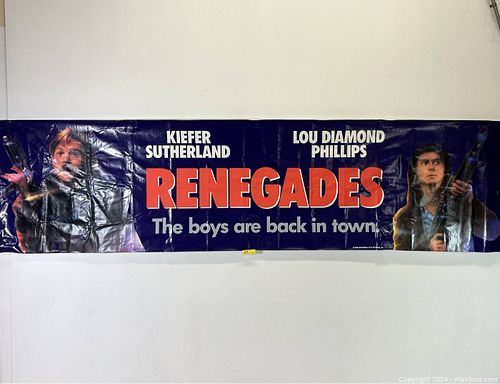 KIEFER
SUTHERLAND
LOU DIAMOND
PHILLIPS
RENEGADES
The boys are back in town.
Copyright 2024 - MaxSold.com